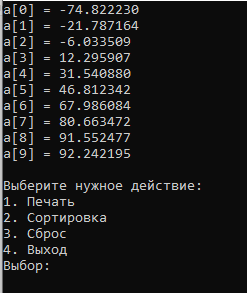 a[0] = -74.822230
a[1] = -21.787164
a[2] = -6.033509
a[3] = 12.295907
a[4] = 31.540880
a[5] = 46.812342
a[6] = 67.986084
a[7] = 80.663472
a[8] = 91.552477
a[9] = 92.242195
Выберите нужное действие:
1. Печать
2. Сортировка
3. Сброс
4. Выход
Выбор: